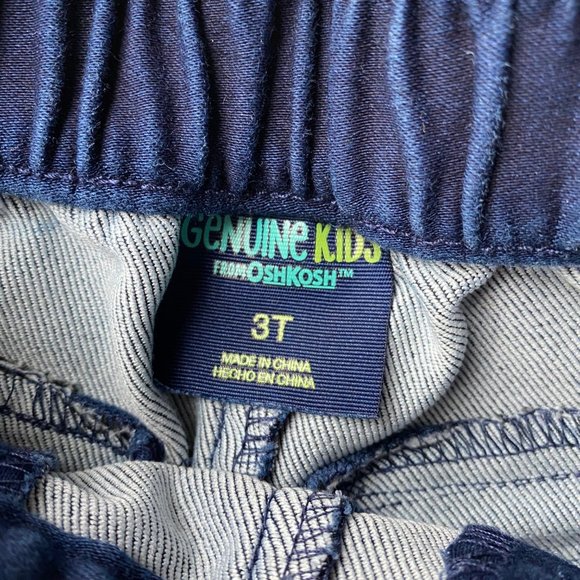 GeNUiNe KiDS
FROM OSHKOSH™
3T
MADE IN CHINA
HECHO EN CHINA